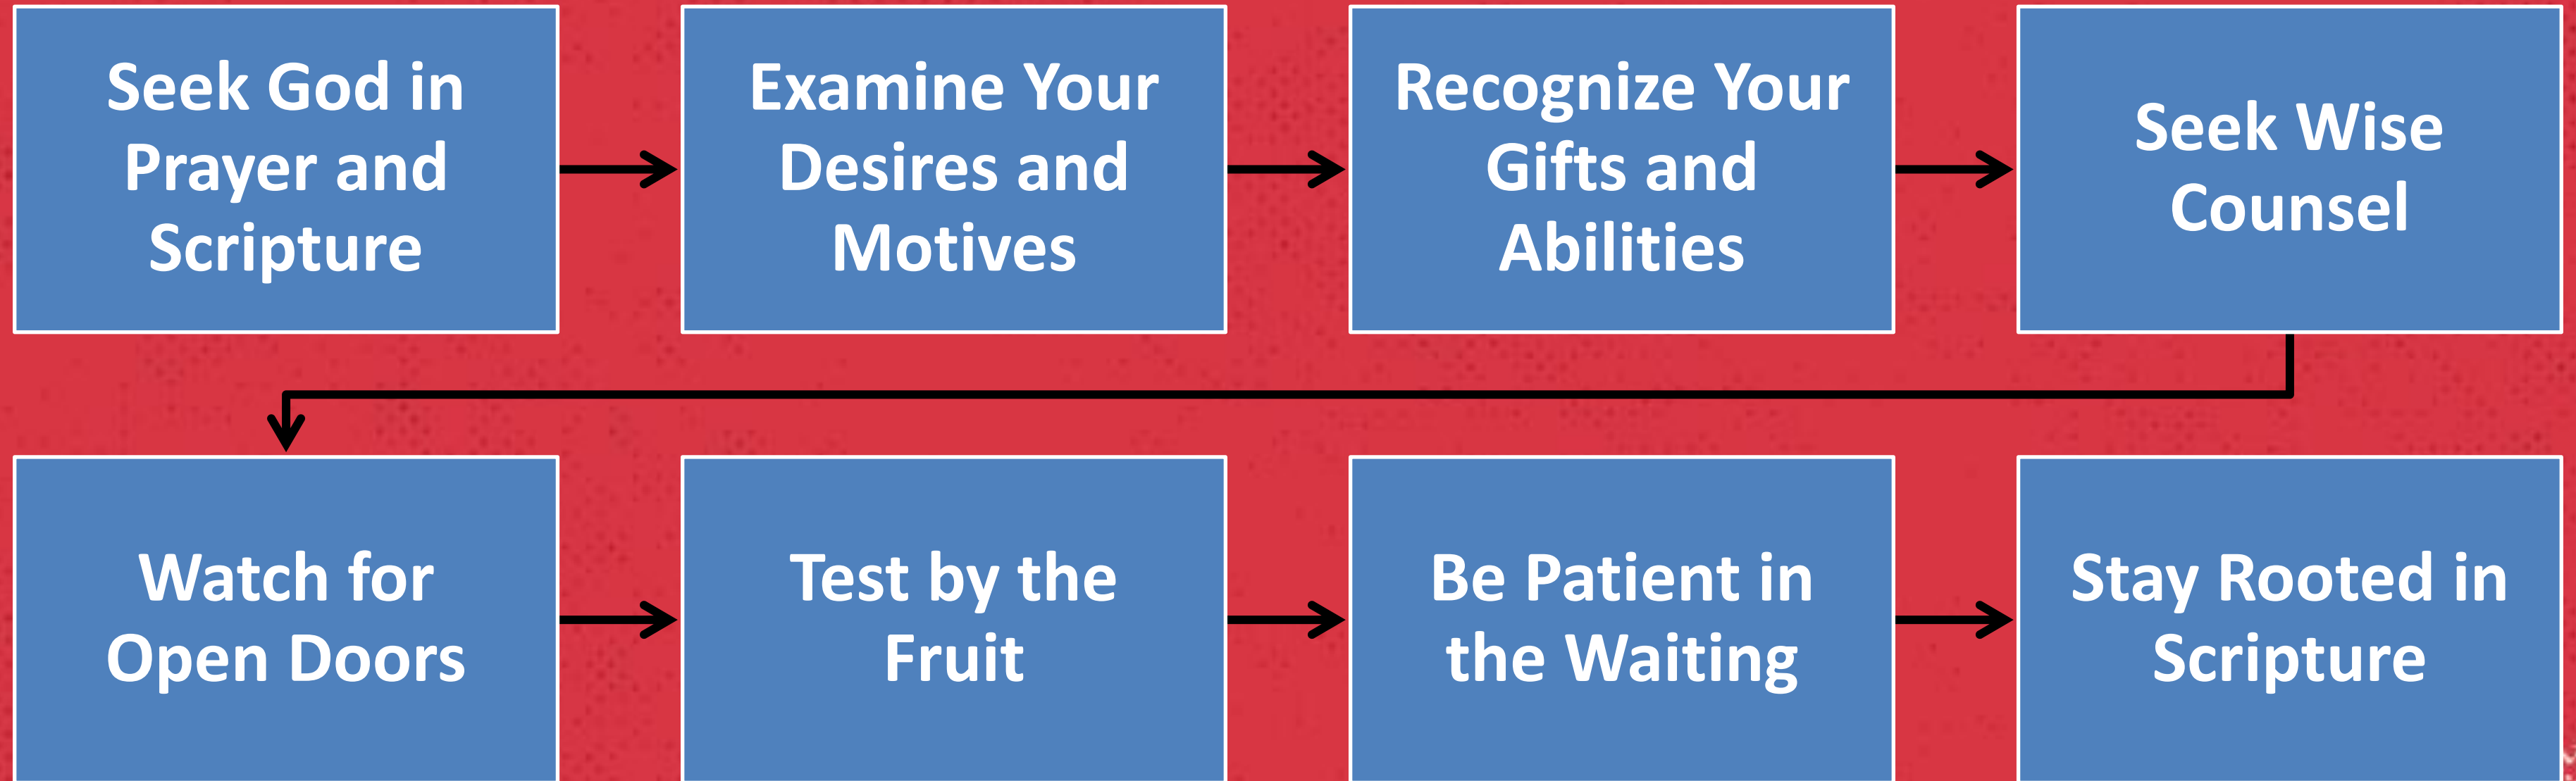 Seek God in
Prayer and
Scripture
Examine Your
Desires and
Motives
Recognize Your
Gifts and
Abilities
Seek Wise
Counsel
Watch for
Open Doors
Test by the
Fruit
Be Patient in
the Waiting
Stay Rooted in
Scripture